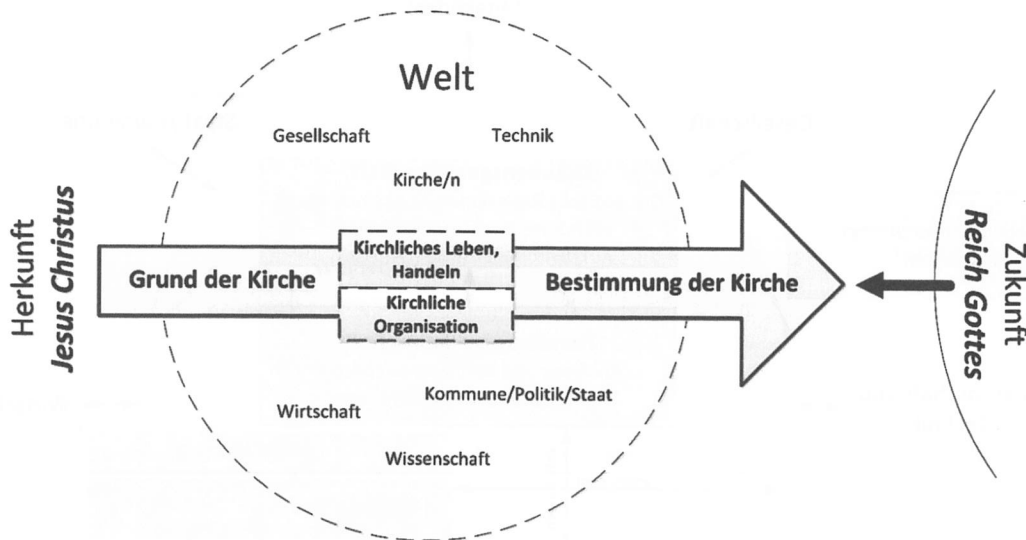 Welt
Gesellschaft
Technik
Kirche/n
Herkunft
Jesus Christus
Grund der Kirche
Kirchliches Leben,
Handeln
Kirchliche
Organisation
Bestimmung der Kirche
Reich Gottes
Zukunft
Kommune/Politik/Staat
Wirtschaft
Wissenschaft